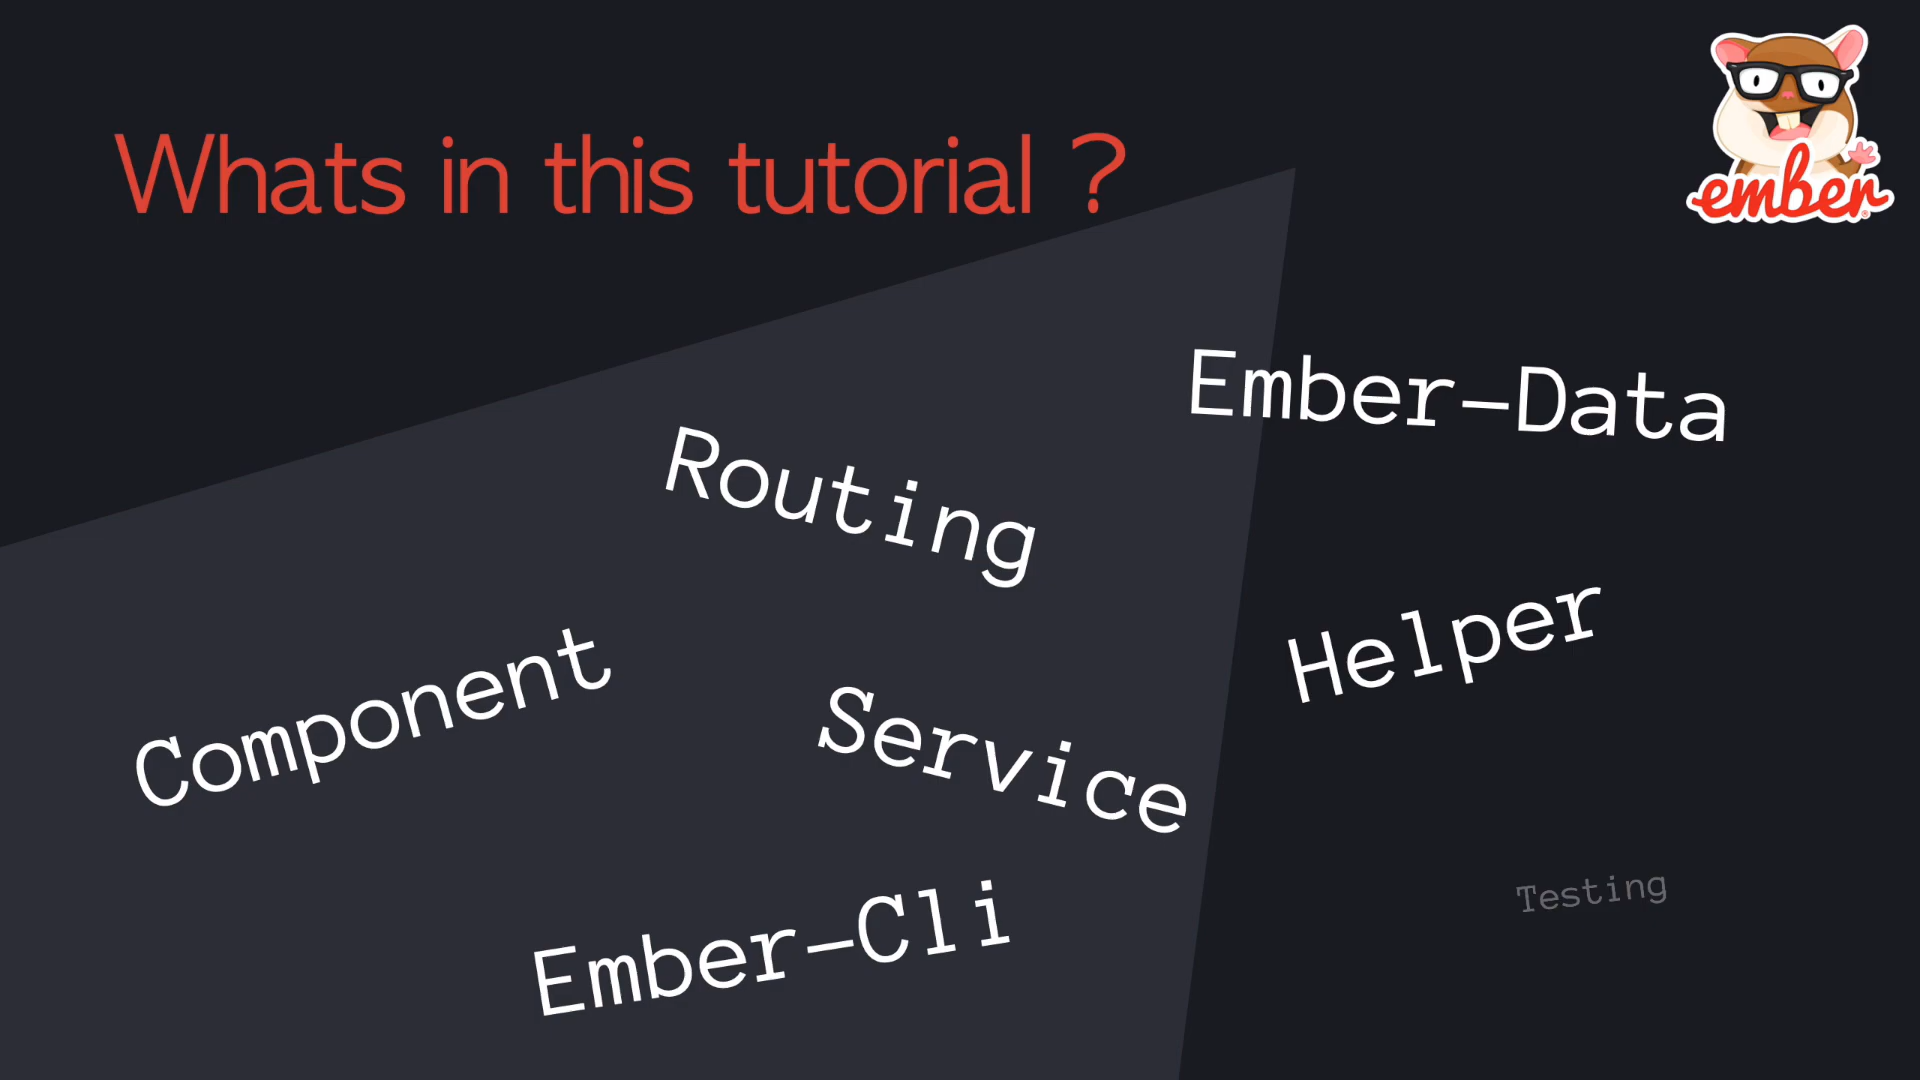 Whats in this tutorial ?
ember
Ember-Data
Routing
Helper
Component
Service
Testing
Ember-Cli